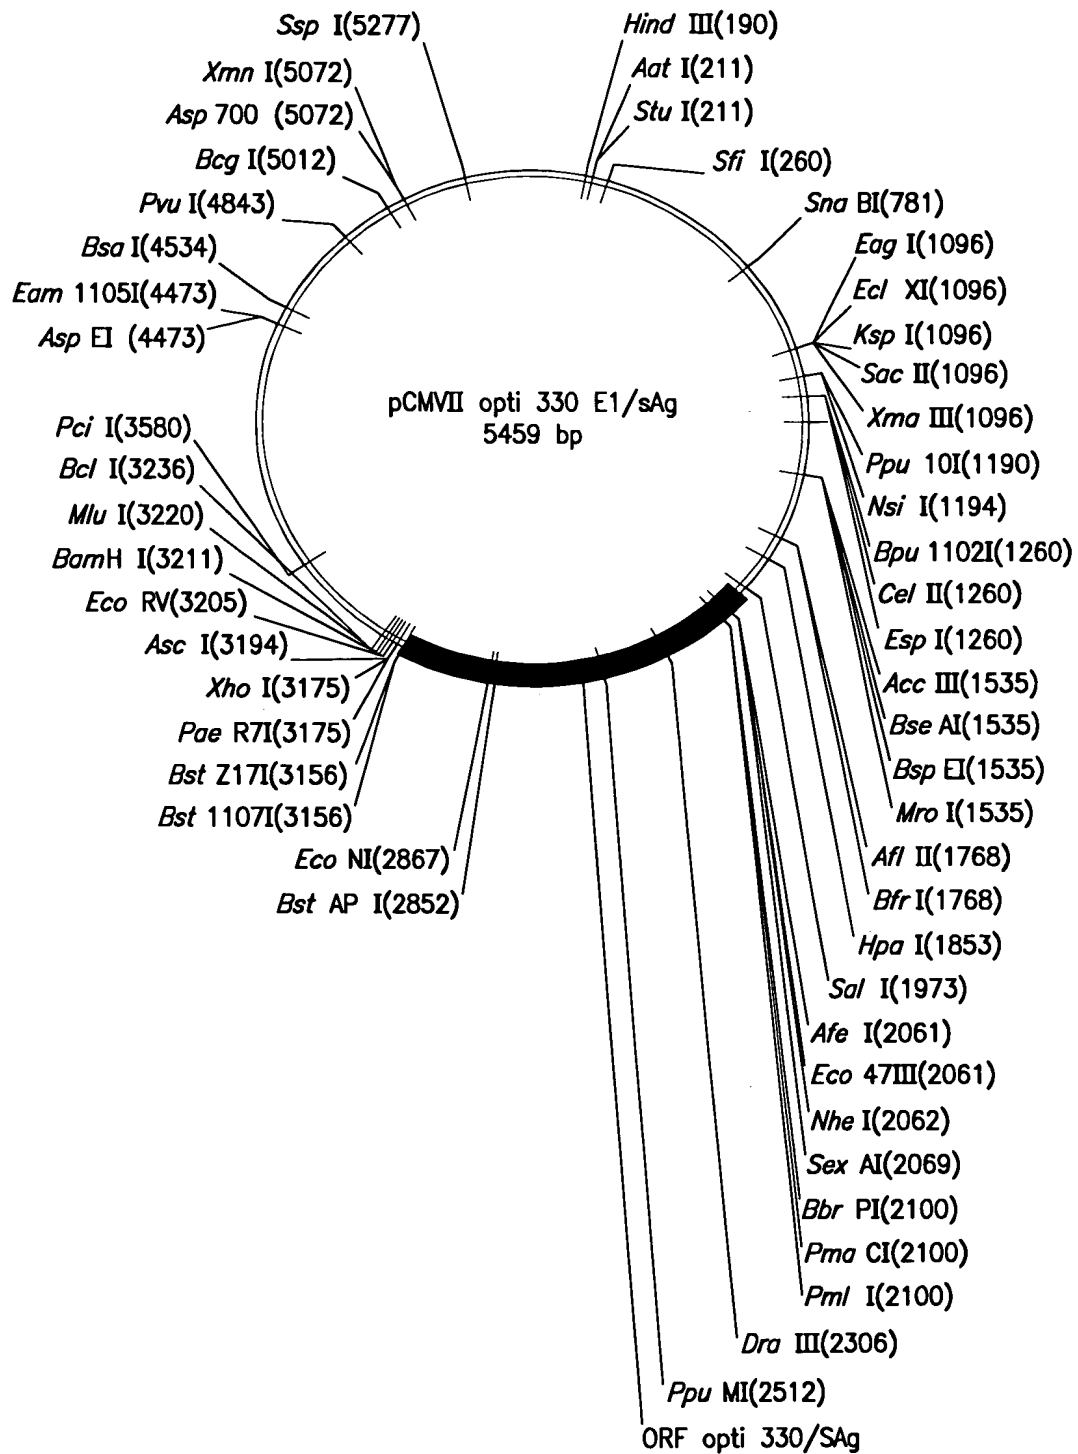 Hind III(190)
Aat I(211)
Stu I(211)
Sfi I(260)
Sna BI(781)
Eag I(1096)
Ecl XI(1096)
Ksp I(1096)
Sac II(1096)
Xma III(1096)
Ppu 10I(1190)
Nsi I(1194)
Bpu 1102I(1260)
Cel II(1260)
Esp I(1260)
Acc III(1535)
Bse AI(1535)
Bsp EI(1535)
Mro I(1535)
Afl II(1768)
Bfr I(1768)
Hpa I(1853)
Sal I(1973)
Afe I(2061)
Eco 47III(2061)
Nhe I(2062)
Sex AI(2069)
Bbr PI(2100)
Pma CI(2100)
Pml I(2100)
Dra III(2306)
Ppu MI(2512)
ORF opti 330/SAg
Bst AP I(2852)
Eco NI(2867)
Bst 1107I(3156)
Bst Z17I(3156)
Pae R7I(3175)
Xho I(3175)
Asc I(3194)
Eco RV(3205)
BamH I(3211)
Mlu I(3220)
Bcl I(3236)
Pci I(3580)
Asp EI (4473)
Eam 1105I(4473)
Bsa I(4534)
Pvu I(4843)
Bcg I(5012)
Asp 700 (5072)
Xmn I(5072)
Ssp I(5277)
pCMVII opti 330 E1/sAg
5459 bp